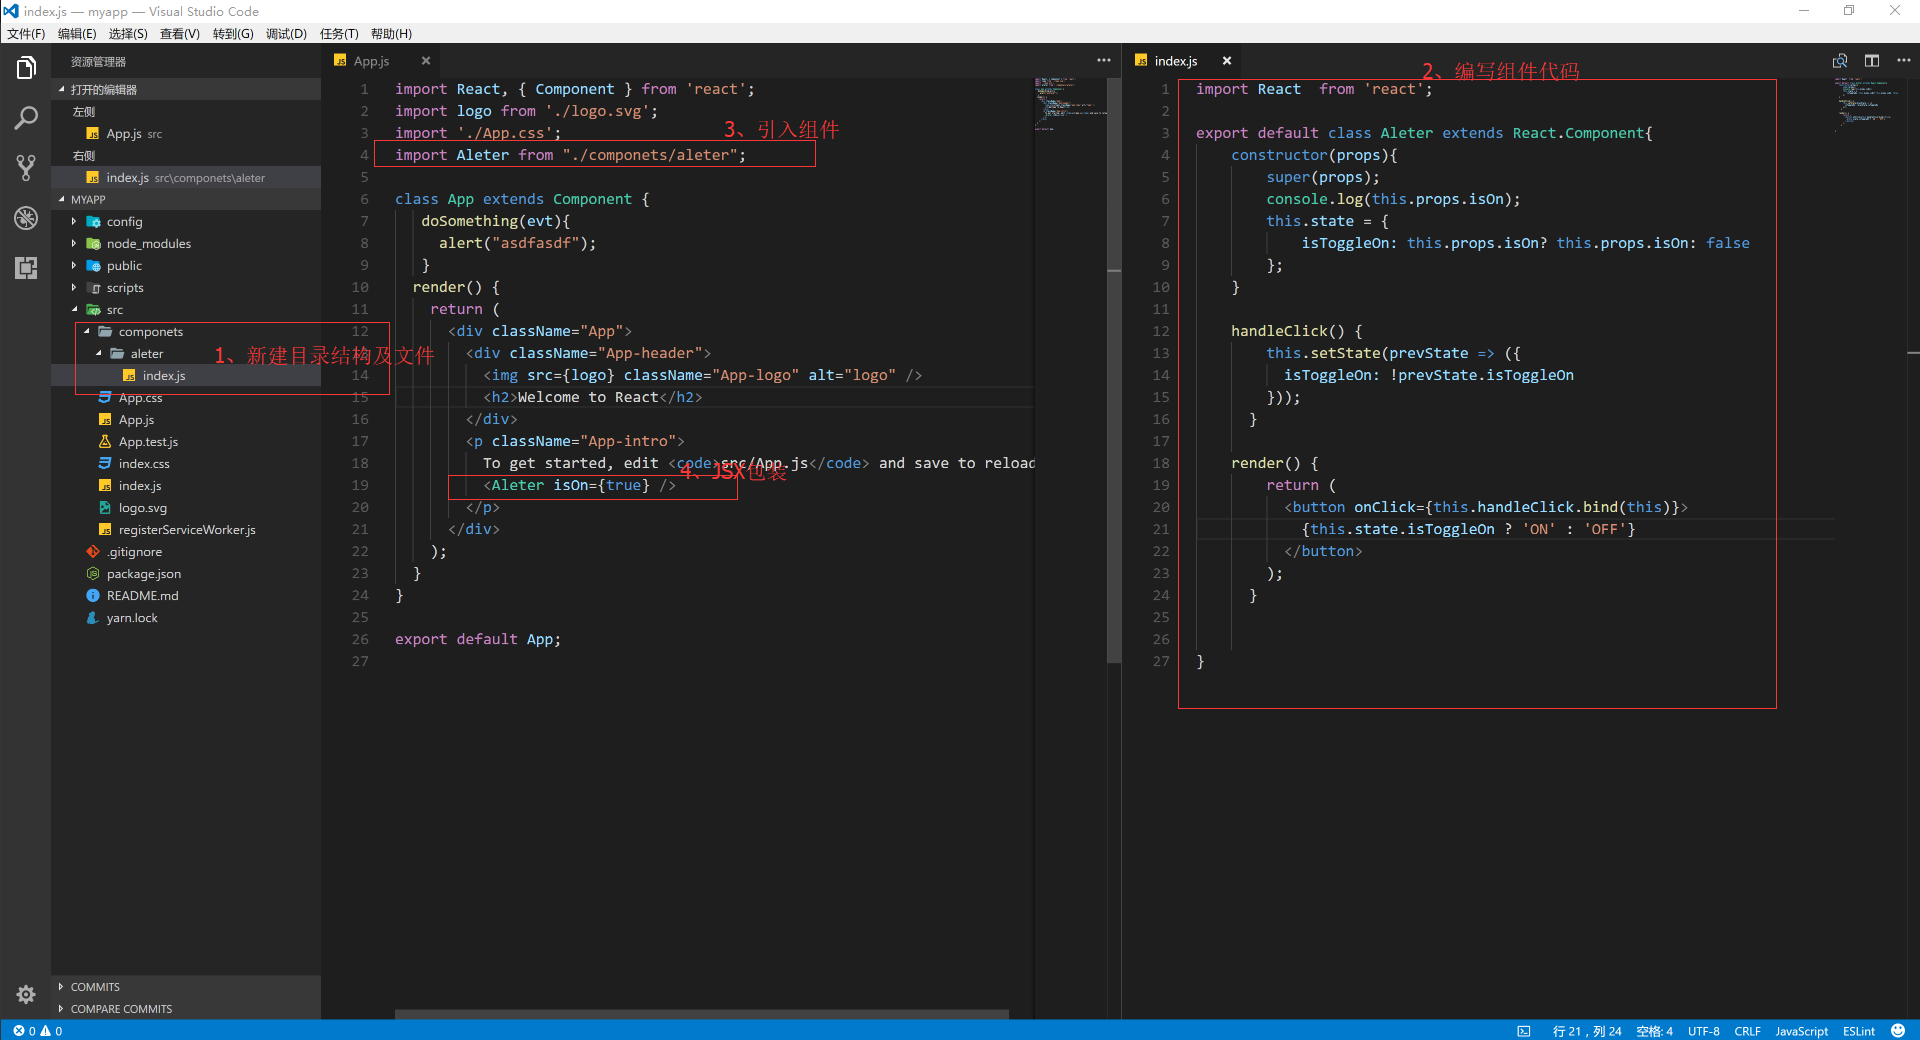 index.js — myapp — Visual Studio Code
文件(F) 编辑(E) 选择(S) 查看(V) 转到(G) 调试(D) 任务(T) 帮助(H)
资源管理器
打开的编辑器
左侧
App.js src
右侧
index.js src\componets\aleter
MYAPP
config
node_modules
public
scripts
src
componets
aleter
index.js
App.css
App.js
App.test.js
index.css
index.js
logo.svg
registerServiceWorker.js
.gitignore
package.json
README.md
yarn.lock
COMMITS
COMPARE COMMITS
1、新建目录结构及文件
App.js
3、引入组件
4、JSX包装
1 import React, { Component } from 'react';
2 import logo from './logo.svg';
3 import './App.css';
4 import Aleter from "./componets/aleter";
5
6 class App extends Component {
7 doSomething(evt){
8 alert("asdfasdf");
9 }
10 render() {
11 return (
12 <div className="App">
13 <div className="App-header">
14 <img src={logo} className="App-logo" alt="logo" />
15 <h2>Welcome to React</h2>
16 </div>
17 <p className="App-intro">
18 To get started, edit <code>src/App.js</code> and save to reload
19 <Aleter isOn={true} />
20 </p>
21 </div>
22 );
23 }
24 }
25
26 export default App;
27
index.js
2、编写组件代码
1 import React from 'react';
2
3 export default class Aleter extends React.Component{
4 constructor(props){
5 super(props);
6 console.log(this.props.isOn);
7 this.state = {
8 isToggleOn: this.props.isOn? this.props.isOn: false
9 };
10 }
11
12 handleClick() {
13 this.setState(prevState => ({
14 isToggleOn: !prevState.isToggleOn
15 }));
16 }
17
18 render() {
19 return (
20 <button onClick={this.handleClick.bind(this)}>
21 {this.state.isToggleOn ? 'ON' : 'OFF'}
22 </button>
23 );
24 }
25
26
27 }
0 0
行 21，列 24 空格: 4 UTF-8 CRLF JavaScript ESLint